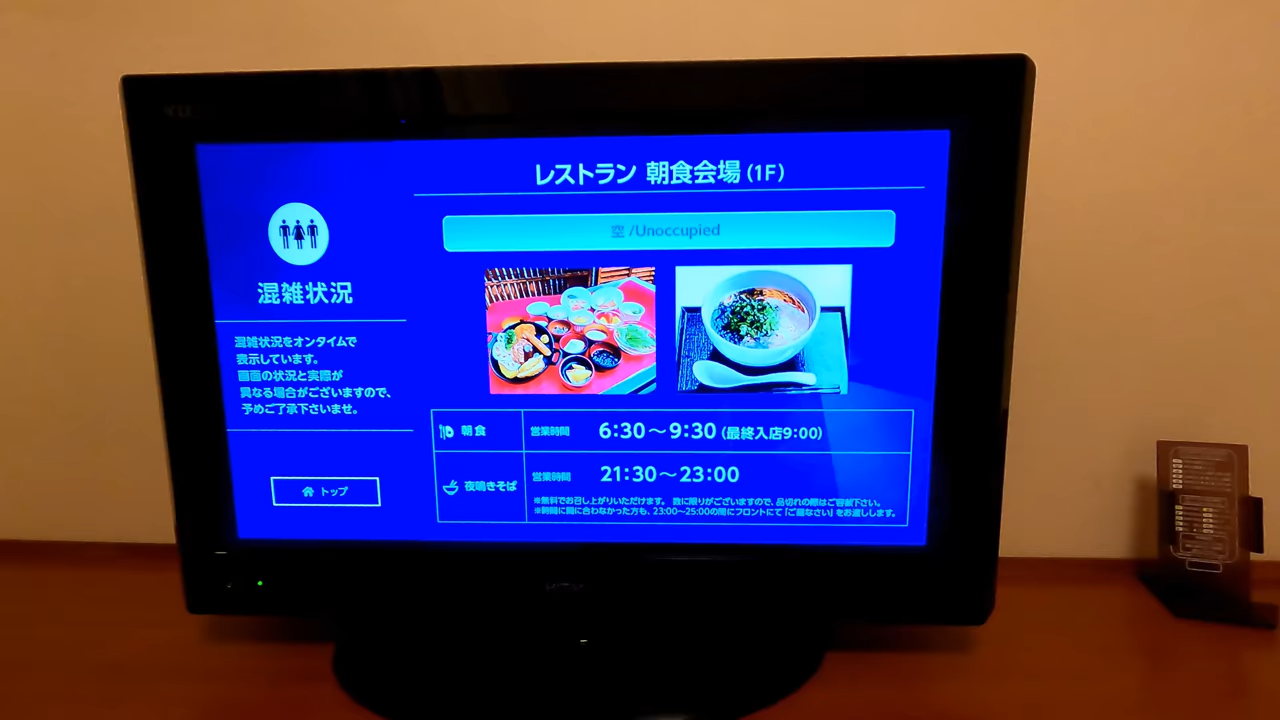 レストラン 朝食会場(1F)
空/Unoccupied
混雑状況
混雑状況をオンタイムで
表示しています。
画面の状況と実際が
異なる場合がございますので、
予めご了承下さいませ。
トップ
朝食
営業時間 6:30～9:30(最終入店9:00)
夜鳴きそば
営業時間 21:30～23:00
※無料でお召し上がりいただけます。 数に限りがございますので、品切れの際はご容赦下さい。
※時間に間に合わなかった方も、23:00～25:00の間にフロントにて「ご麺なさい」をお渡しします。